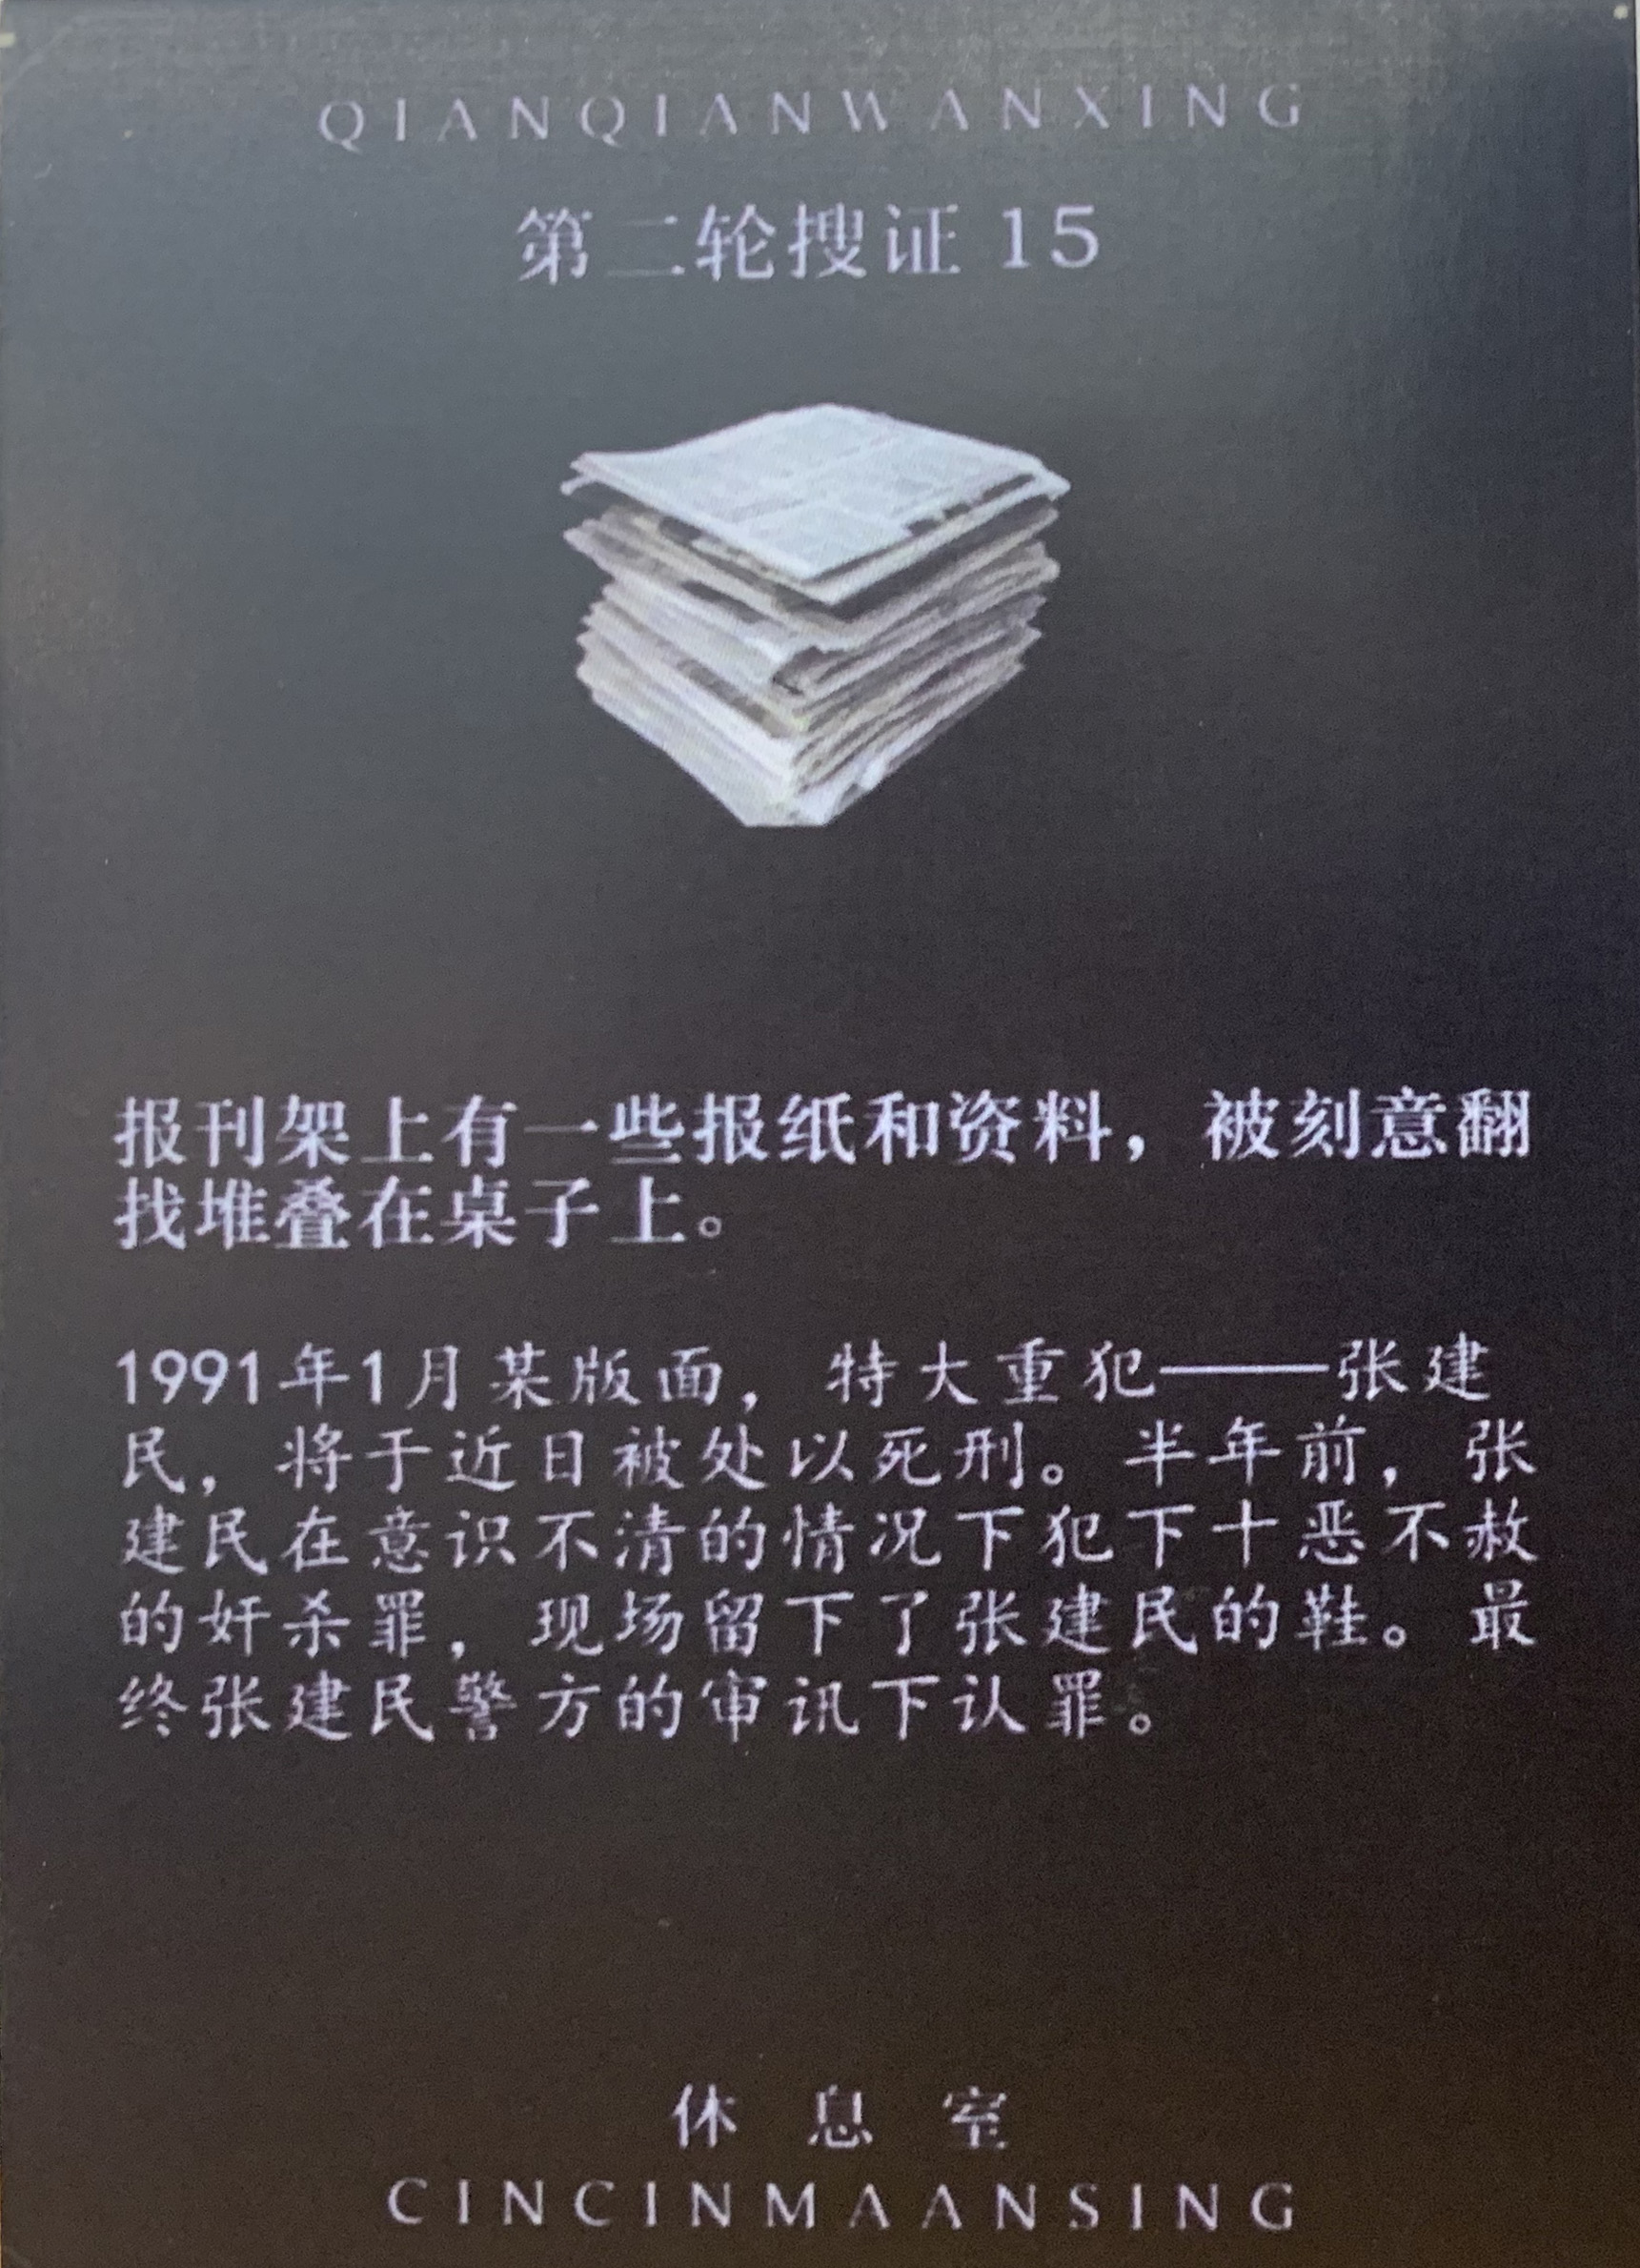 QIANQIANWANXING
第二轮搜证 15
报刊架上有一些报纸和资料，被刻意翻
找堆叠在桌子上。
1991年1月某版面，特大重犯——张建
民，将于近日被处以死刑。半年前，张
建民在意识不清的情况下犯下十恶不赦
的奸杀罪，现场留下了张建民的鞋。最
终张建民警方的审讯下认罪。
休息室
CINCINMAANSING